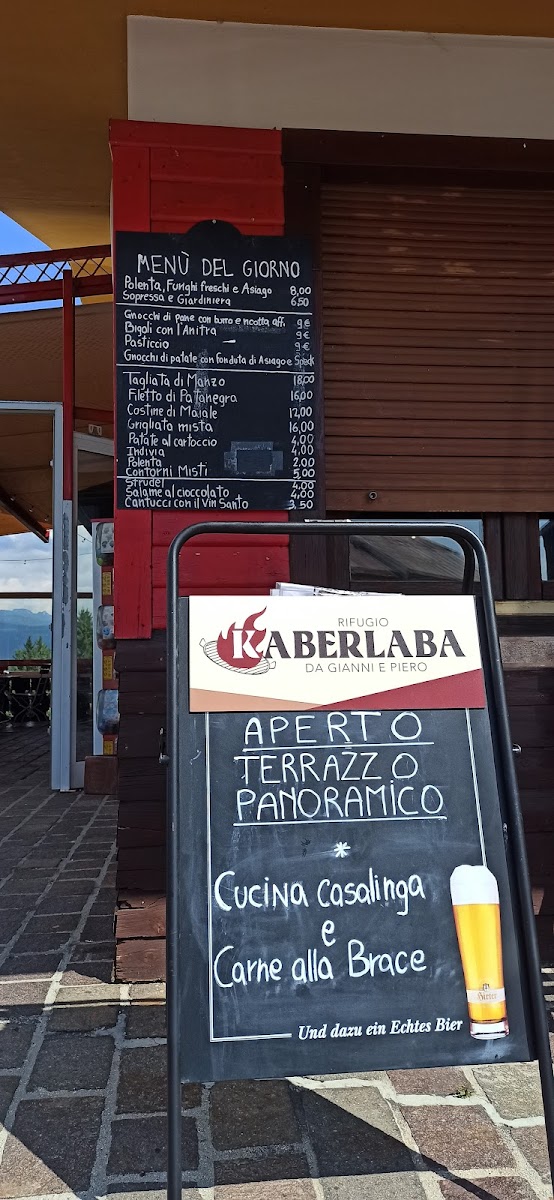 MENÙ DEL GIORNO
Polenta, Funghi freschi e Asiago 8,00
Sopressa e Giardiniera 6,50
Gnocchi di pane con burro e ricotta aff. 9€
Bigoli con l'Anitra 9€
Pasticcio 9€
Gnocchi di patate con fonduta di Asiago e Speck
Tagliata di Manzo 18,00
Filetto di Patanegra 16,00
Costine di Maiale 12,00
Grigliata mista 16,00
Patate al cartoccio 4,00
Indivia 4,00
Polenta 2.00
Contorni Misti 5,00
Strudel 4.00
Salame al cioccolato 4,00
Cantucci con il Vin Santo 3,50
RIFUGIO
KABERLABA
DA GIANNI E PIERO
APERTO
TERRAZZO
PANORAMICO
*
Cucina casalinga
e
Carne alla Brace
Und dazu ein Echtes Bier
Hirter